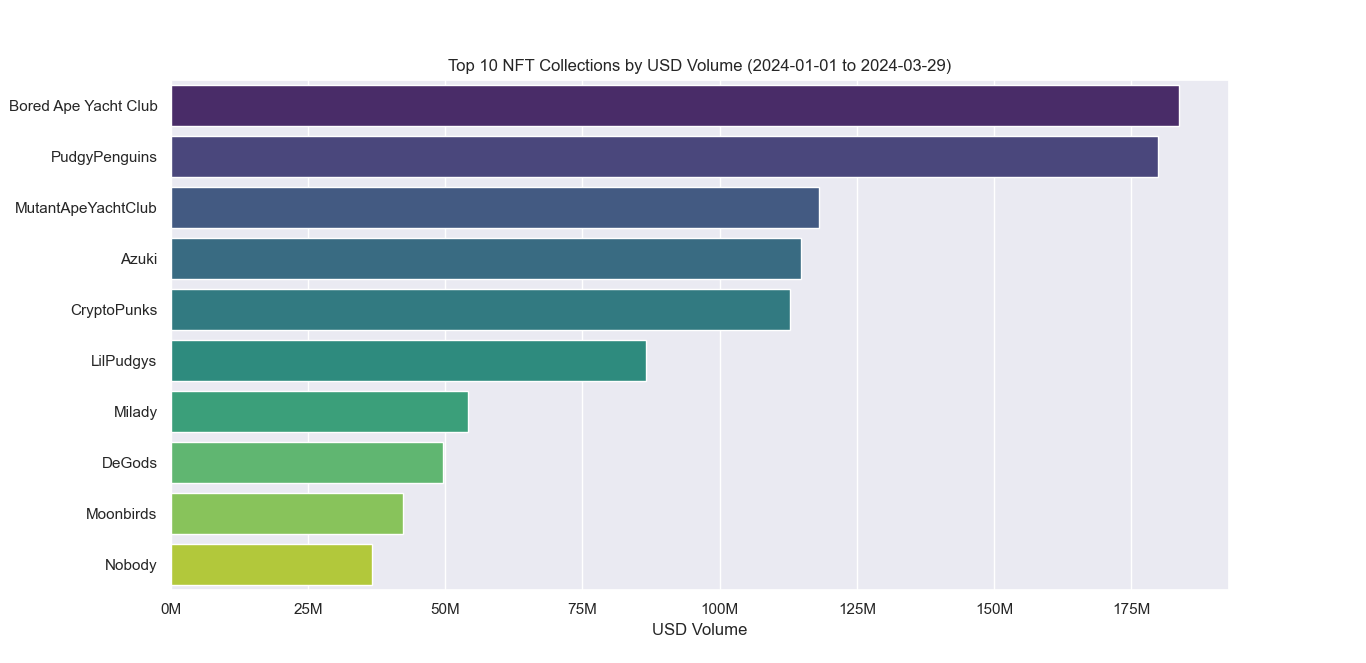 Top 10 NFT Collections by USD Volume (2024-01-01 to 2024-03-29)
Bored Ape Yacht Club
PudgyPenguins
MutantApeYachtClub
Azuki
CryptoPunks
LilPudgys
Milady
DeGods
Moonbirds
Nobody
0M 25M 50M 75M 100M 125M 150M 175M
USD Volume